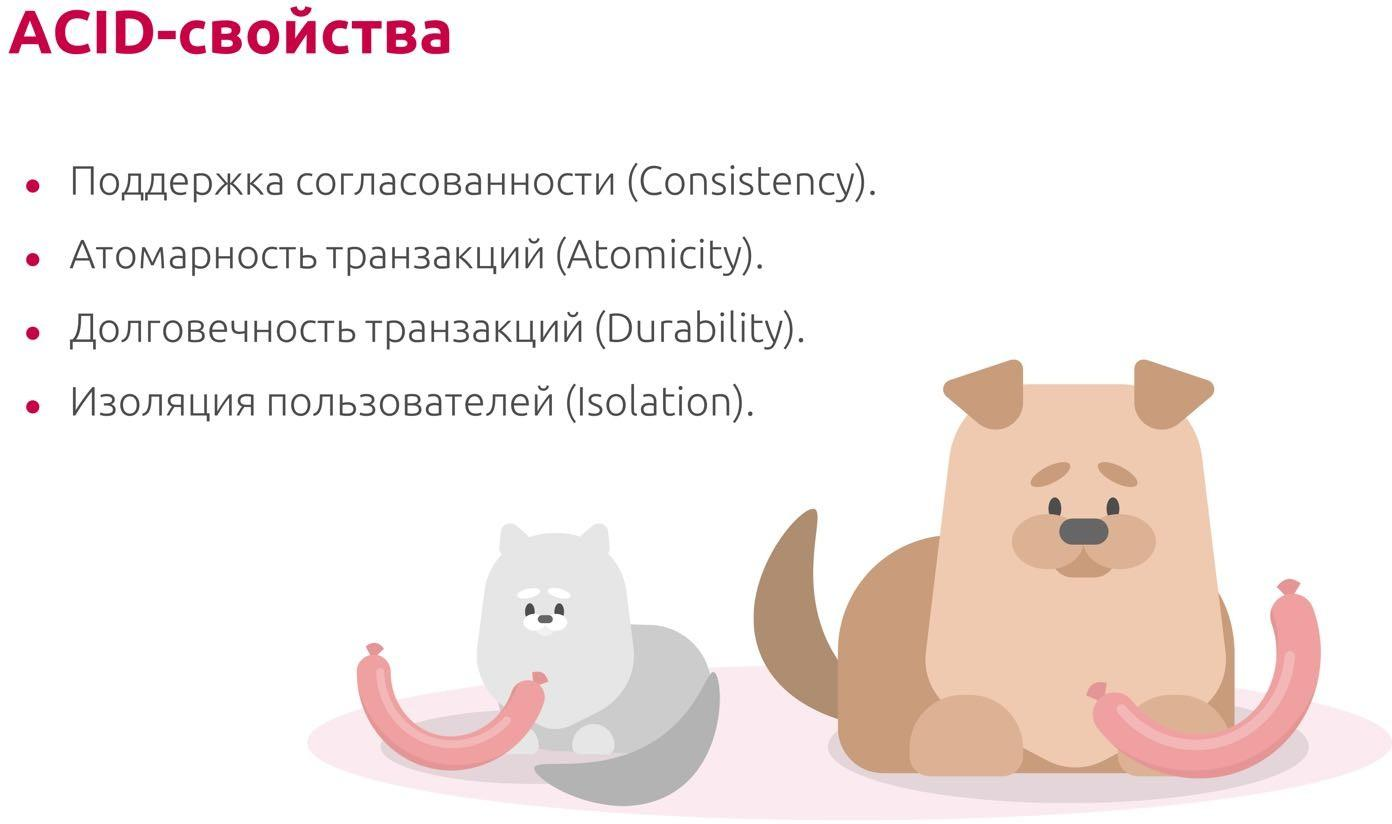 ACID-свойства
• Поддержка согласованности (Consistency).
• Атомарность транзакций (Atomicity).
• Долговечность транзакций (Durability).
• Изоляция пользователей (Isolation).